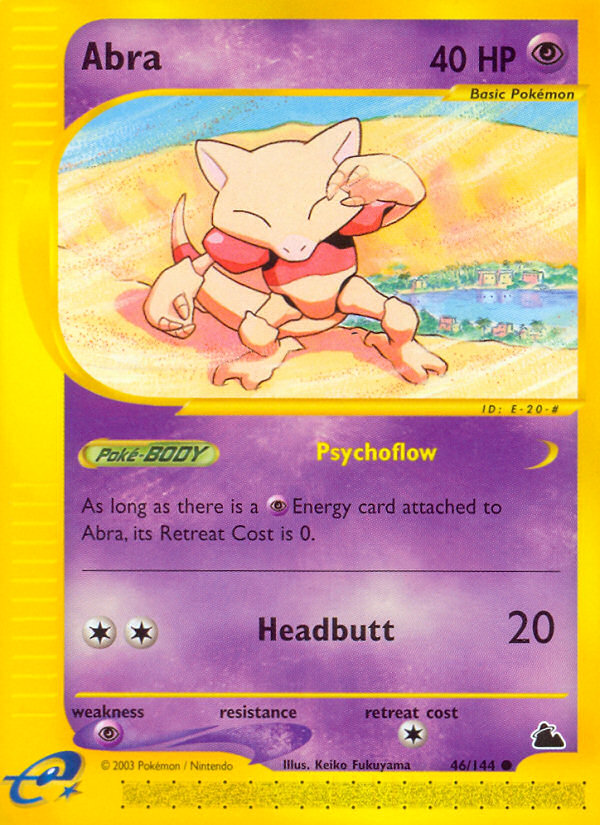 Abra 40 HP
Basic Pokémon
ID: E-20-#
Poké-BODY Psychoflow
As long as there is a Energy card attached to
Abra, its Retreat Cost is 0.
Headbutt 20
weakness resistance retreat cost
© 2003 Pokémon / Nintendo Illus. Keiko Fukuyama 46/144
e